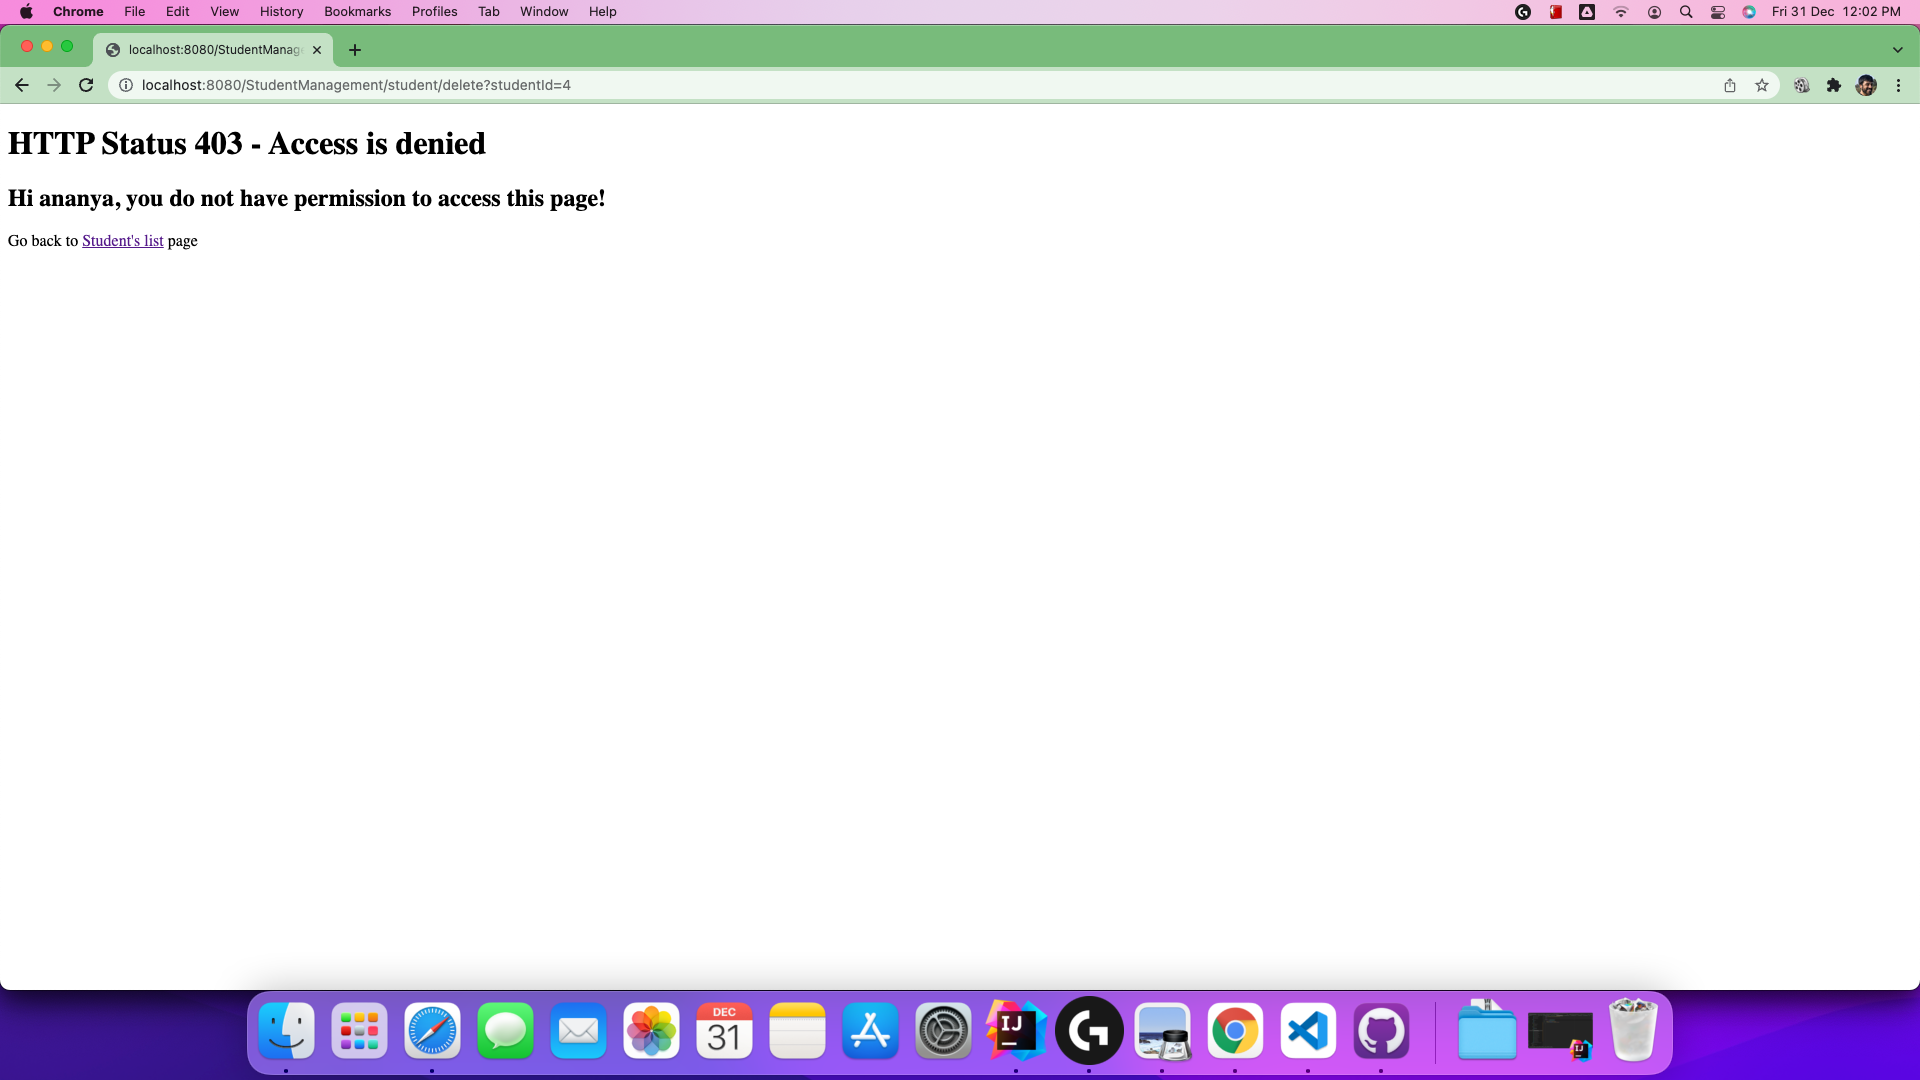 Chrome File Edit View History Bookmarks Profiles Tab Window Help Fri 31 Dec 12:02 PM
localhost:8080/StudentManag
localhost:8080/StudentManagement/student/delete?studentId=4
HTTP Status 403 - Access is denied
Hi ananya, you do not have permission to access this page!
Go back to Student's list page
DEC
31
IJ
IJ